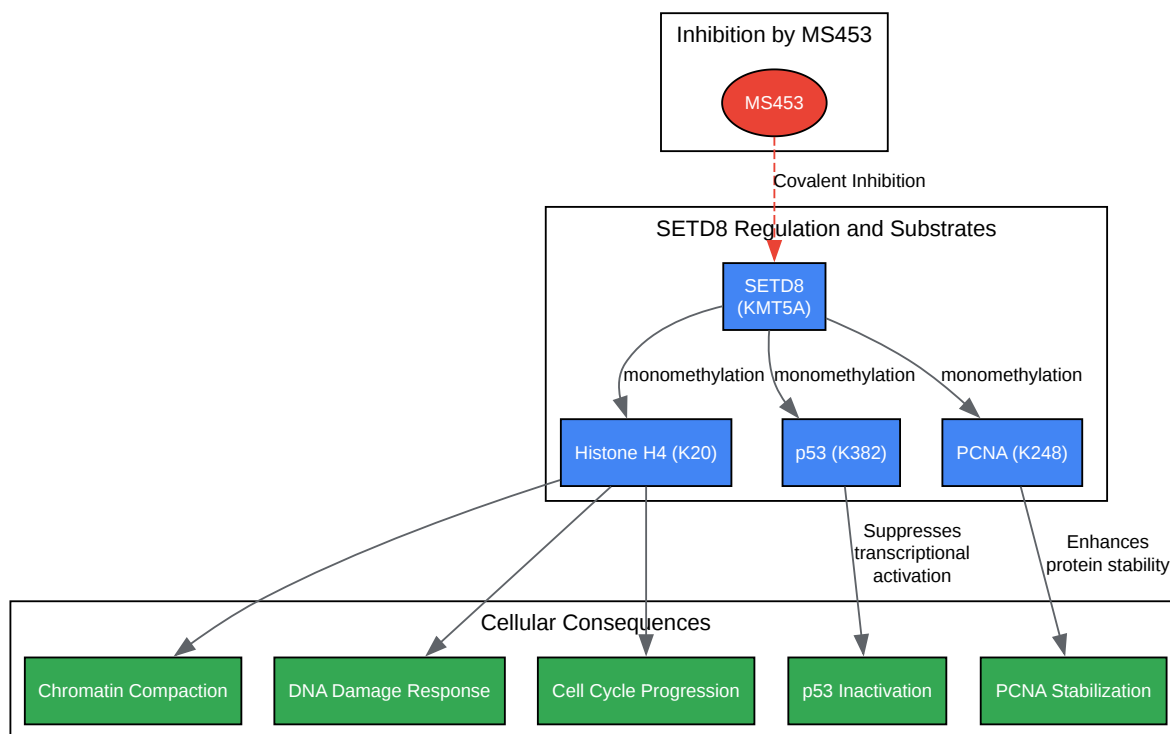 Inhibition by MS453
MS453
Covalent Inhibition
SETD8 Regulation and Substrates
SETD8
(KMT5A)
monomethylation
monomethylation
monomethylation
Histone H4 (K20)
p53 (K382)
PCNA (K248)
Suppresses
transcriptional
activation
Enhances
protein stability
Cellular Consequences
Chromatin Compaction
DNA Damage Response
Cell Cycle Progression
p53 Inactivation
PCNA Stabilization